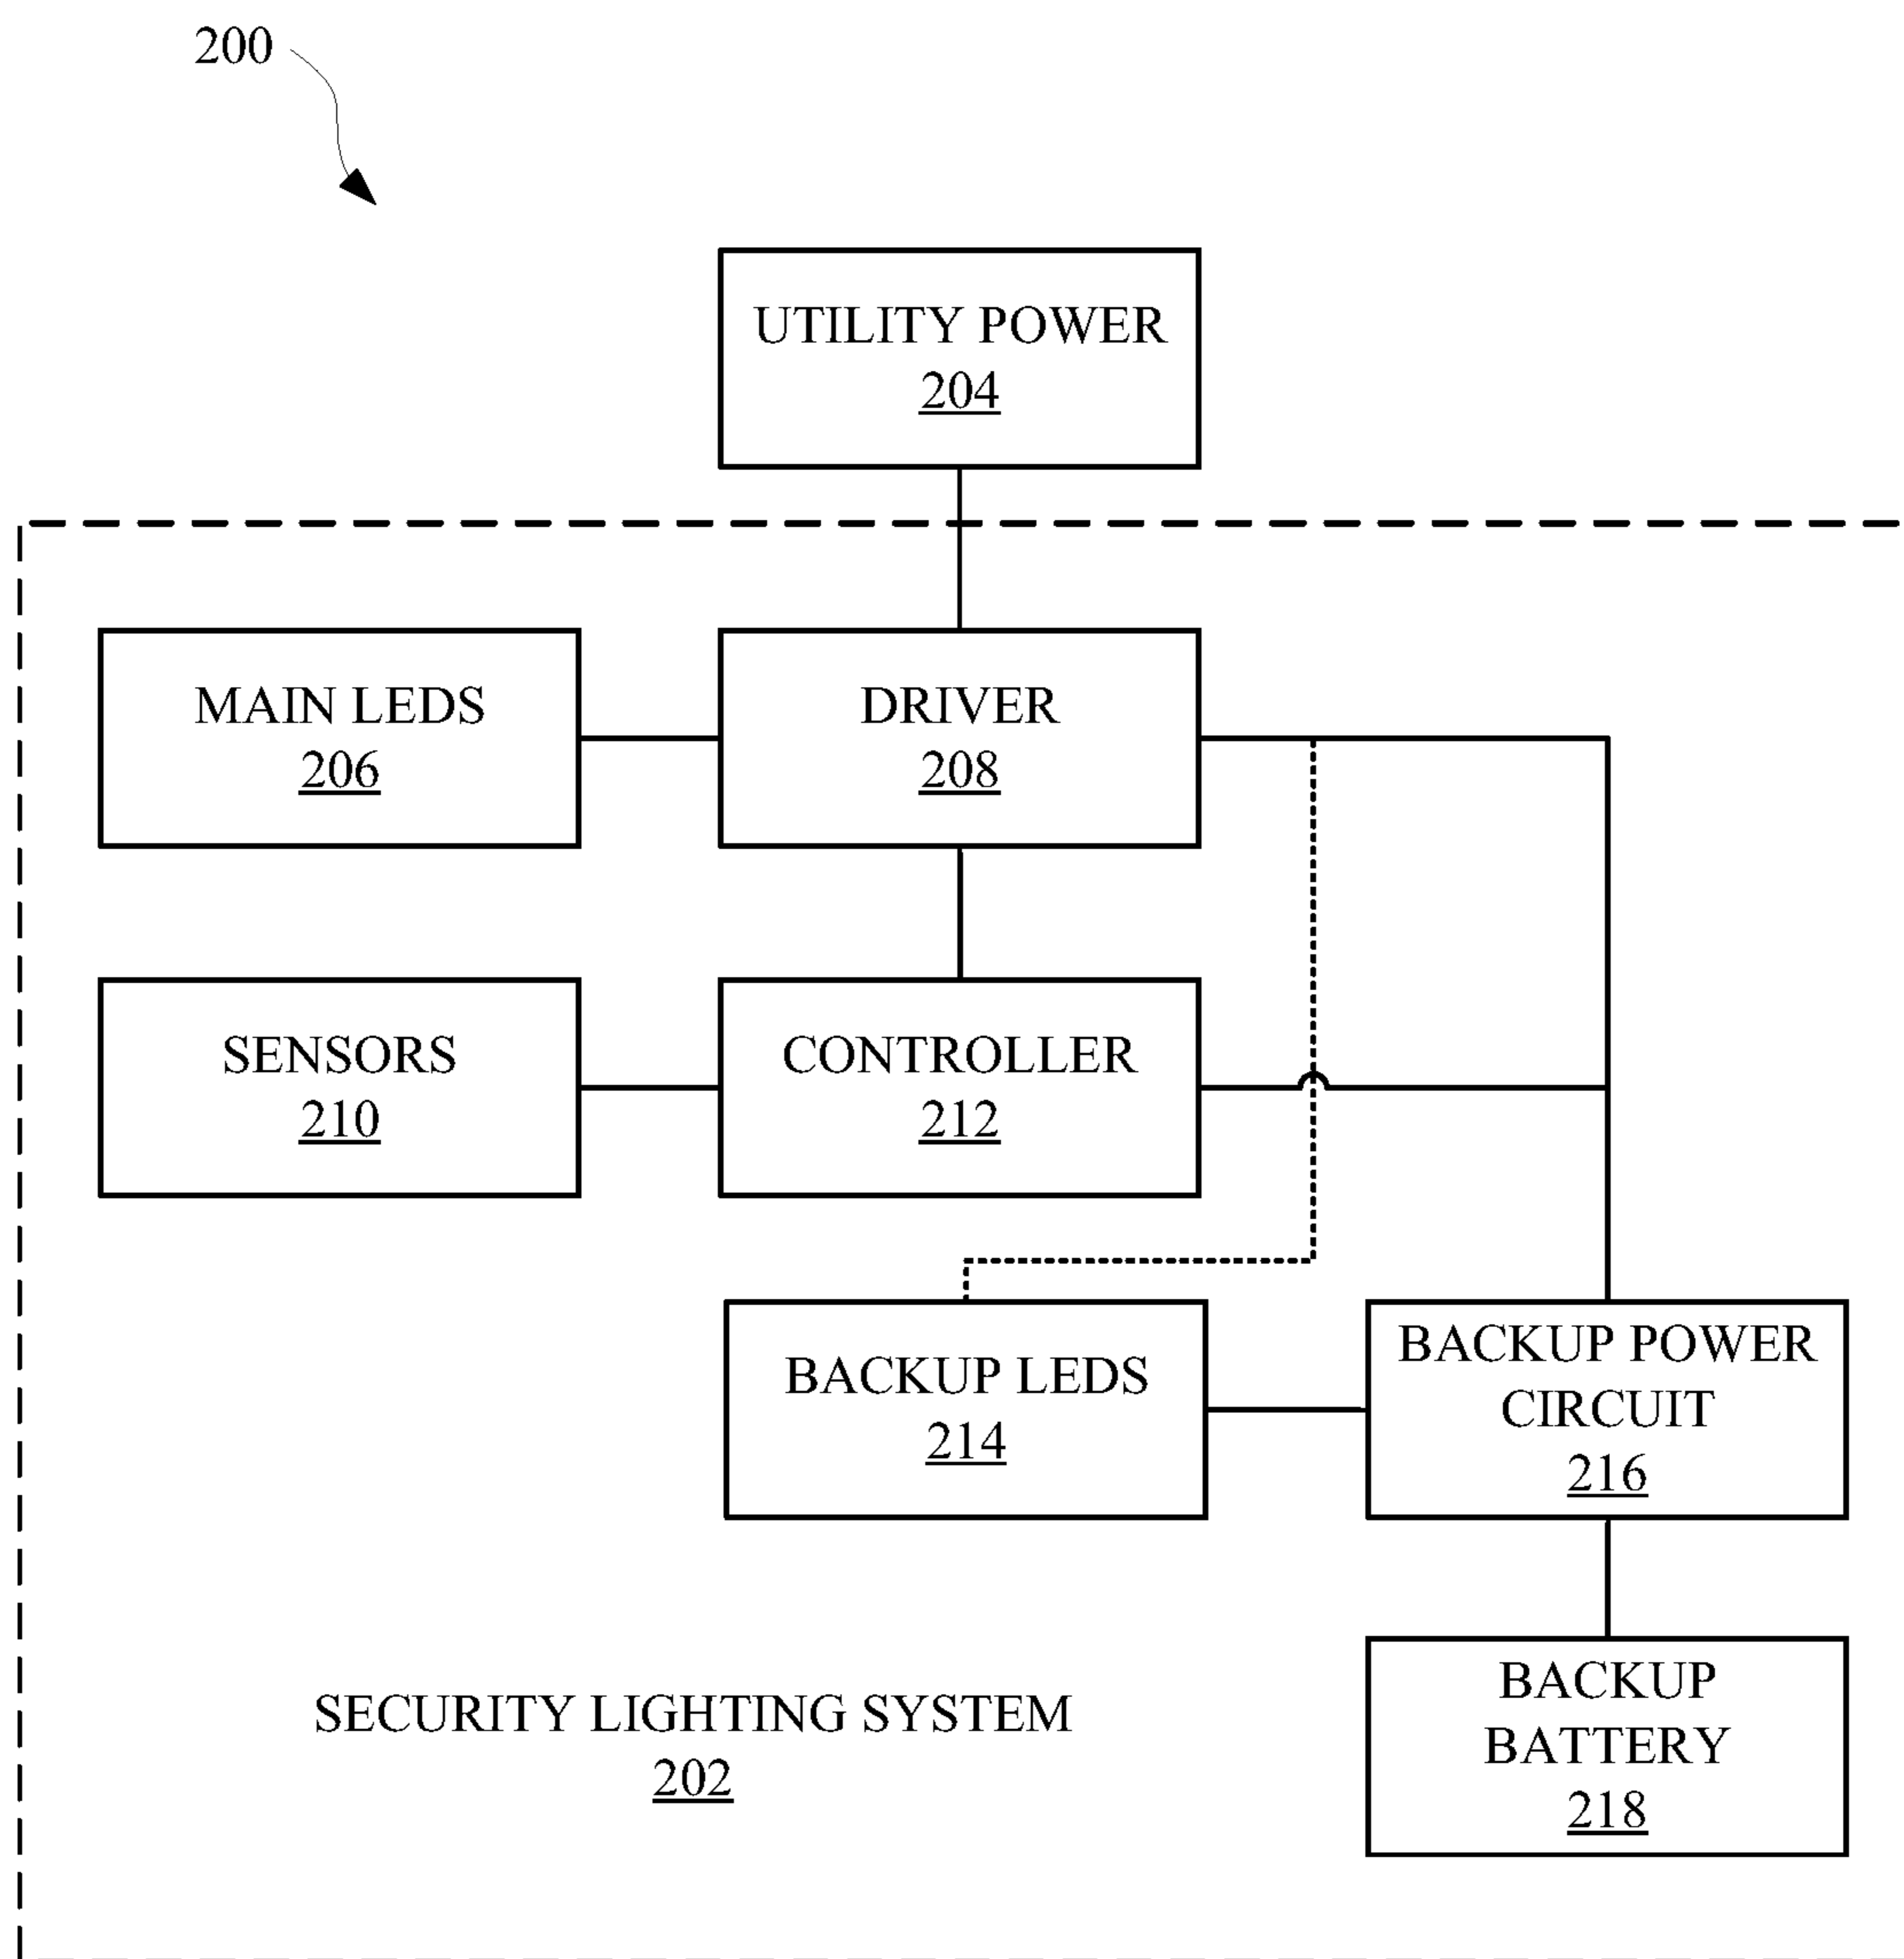 200
UTILITY POWER
204
MAIN LEDS
206
DRIVER
208
SENSORS
210
CONTROLLER
212
BACKUP LEDS
214
BACKUP POWER
CIRCUIT
216
SECURITY LIGHTING SYSTEM
202
BACKUP
BATTERY
218